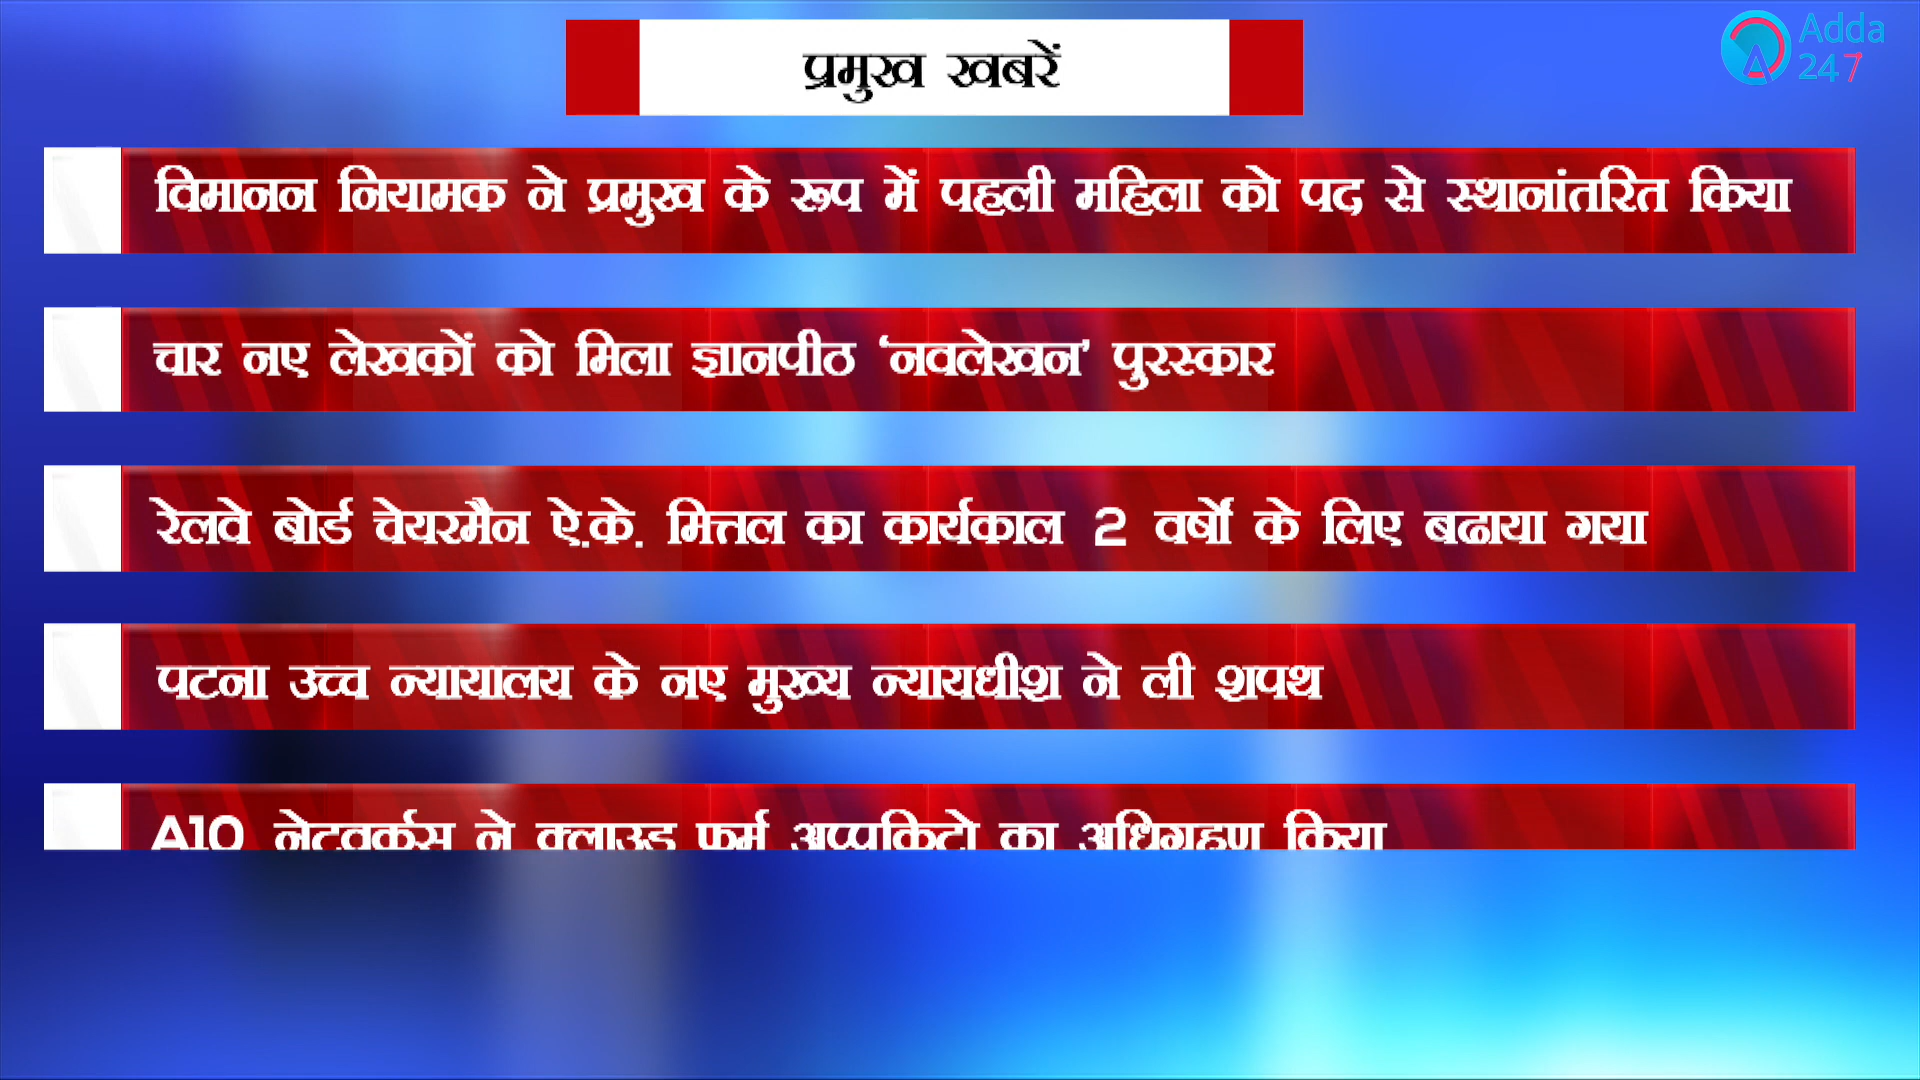 प्रमुख खबरें
Adda
247
विमानन नियामक ने प्रमुख के रूप में पहली महिला को पद से स्थानांतरित किया
चार नए लेखकों को मिला ज्ञानपीठ ‘नवलेखन’ पुरस्कार
रेलवे बोर्ड चेयरमैन ऐ.के. मित्तल का कार्यकाल 2 वर्षों के लिए बढाया गया
पटना उच्च न्यायालय के नए मुख्य न्यायधीश ने ली शपथ
A10 नेटवर्कस ने क्लाउड फर्म अप्पकिटो का अधिग्रहण किया